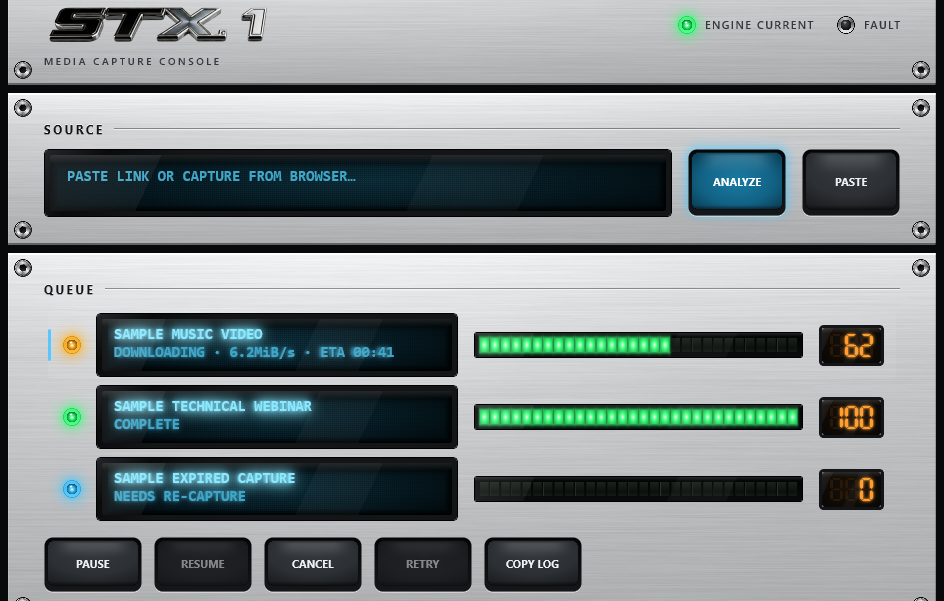 STX.1
ENGINE CURRENT
FAULT
MEDIA CAPTURE CONSOLE
SOURCE
PASTE LINK OR CAPTURE FROM BROWSER…
ANALYZE
PASTE
QUEUE
SAMPLE MUSIC VIDEO
DOWNLOADING · 6.2MiB/s · ETA 00:41
62
SAMPLE TECHNICAL WEBINAR
COMPLETE
100
SAMPLE EXPIRED CAPTURE
NEEDS RE-CAPTURE
0
PAUSE
RESUME
CANCEL
RETRY
COPY LOG